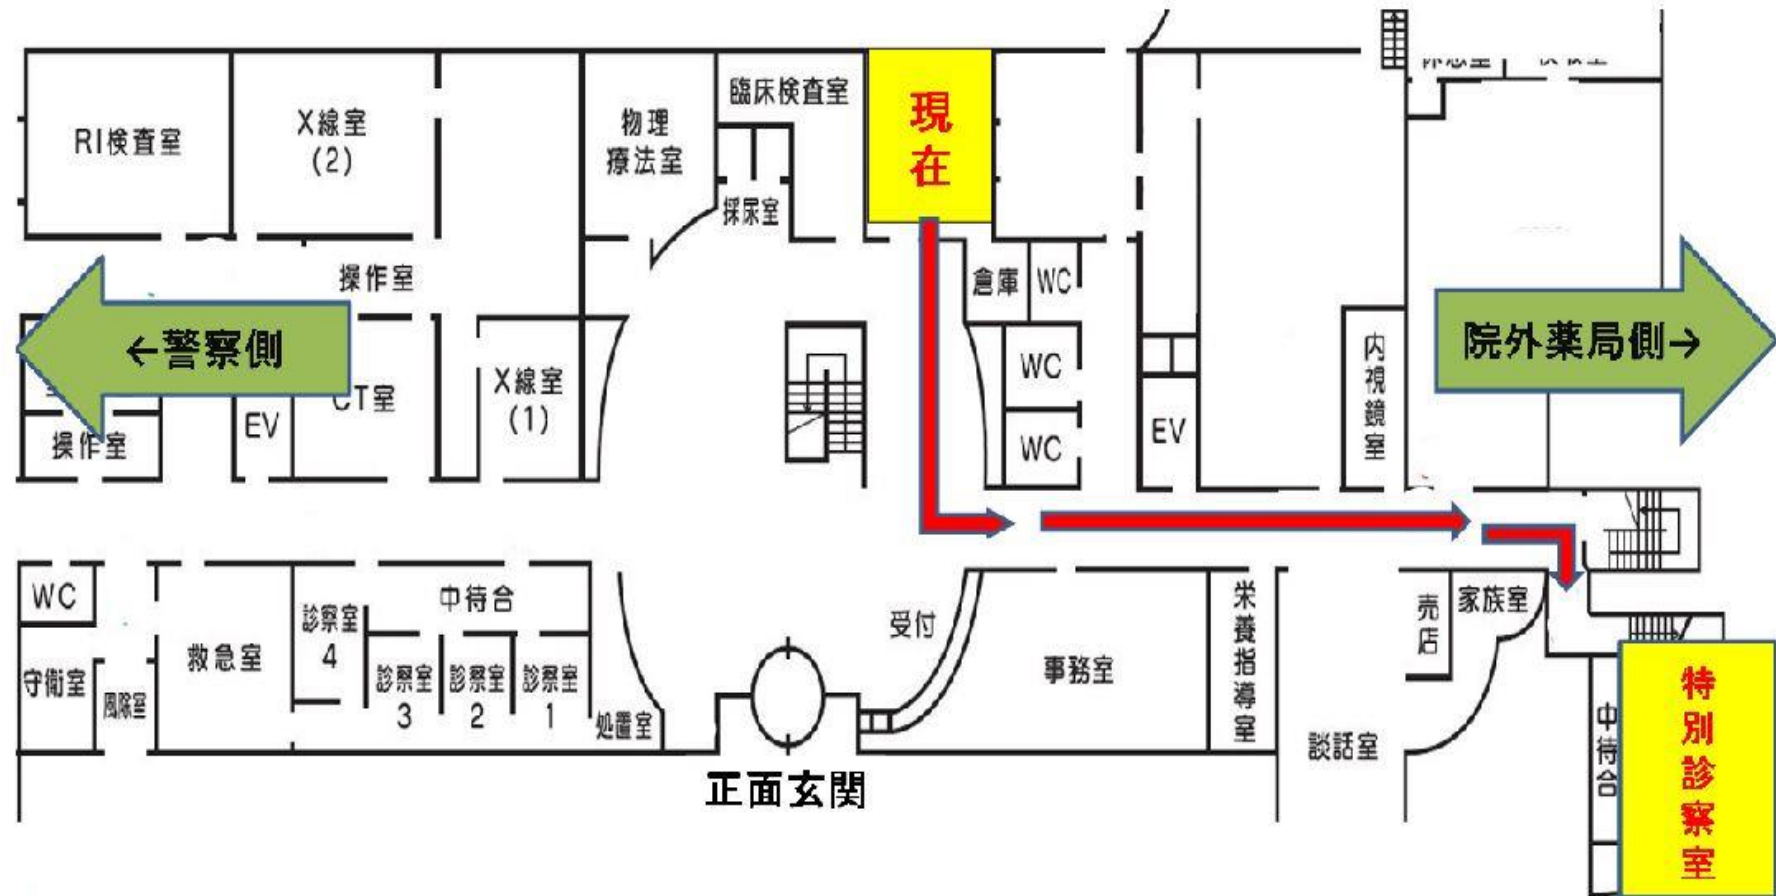 RI検査室
X線室
(2)
物理
療法室
臨床検査室
採尿室
現
在
操作室
倉庫
WC
←警察側
院外薬局側→
CT室
EV
操作室
X線室
(1)
WC
WC
EV
内
視
鏡
室
WC
守衛室
風除室
救急室
診察室
4
中待合
診察室
3
診察室
2
診察室
1
処置室
正面玄関
受付
事務室
栄
養
指
導
室
談話室
売
店
家族室
中
待
合
特
別
診
察
室